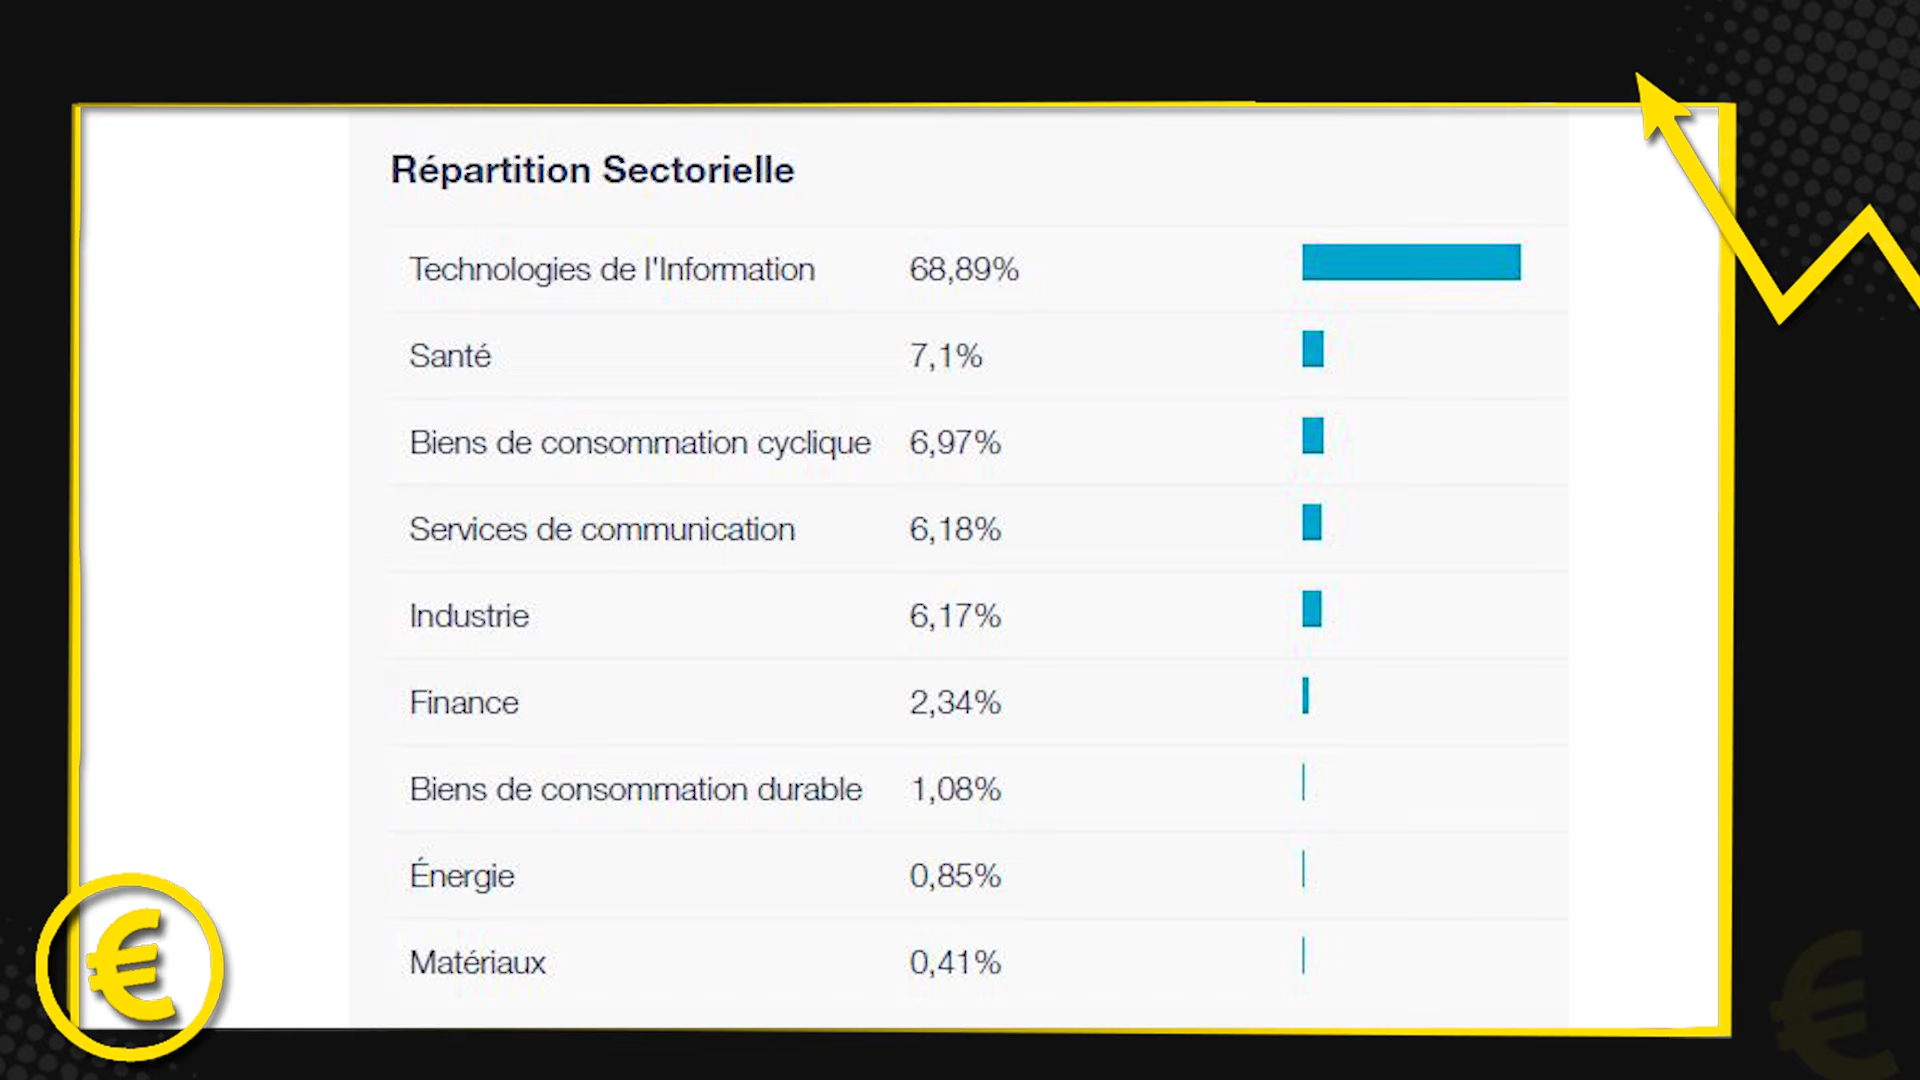 Répartition Sectorielle
Technologies de l'Information 68,89%
Santé 7,1%
Biens de consommation cyclique 6,97%
Services de communication 6,18%
Industrie 6,17%
Finance 2,34%
Biens de consommation durable 1,08%
Énergie 0,85%
Matériaux 0,41%
€
€